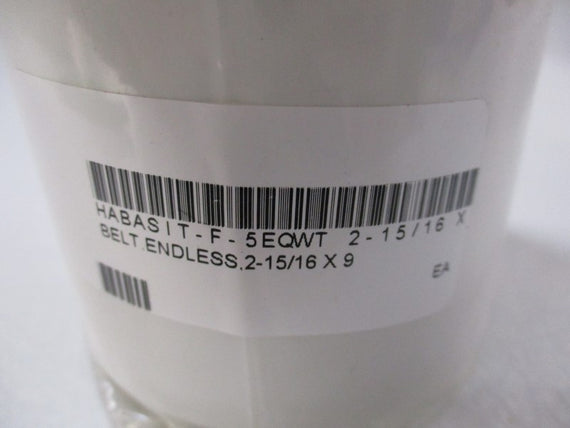 HABASIT-F-5EQWT 2-15/16 X
BELT,ENDLESS,2-15/16 X 9
EA